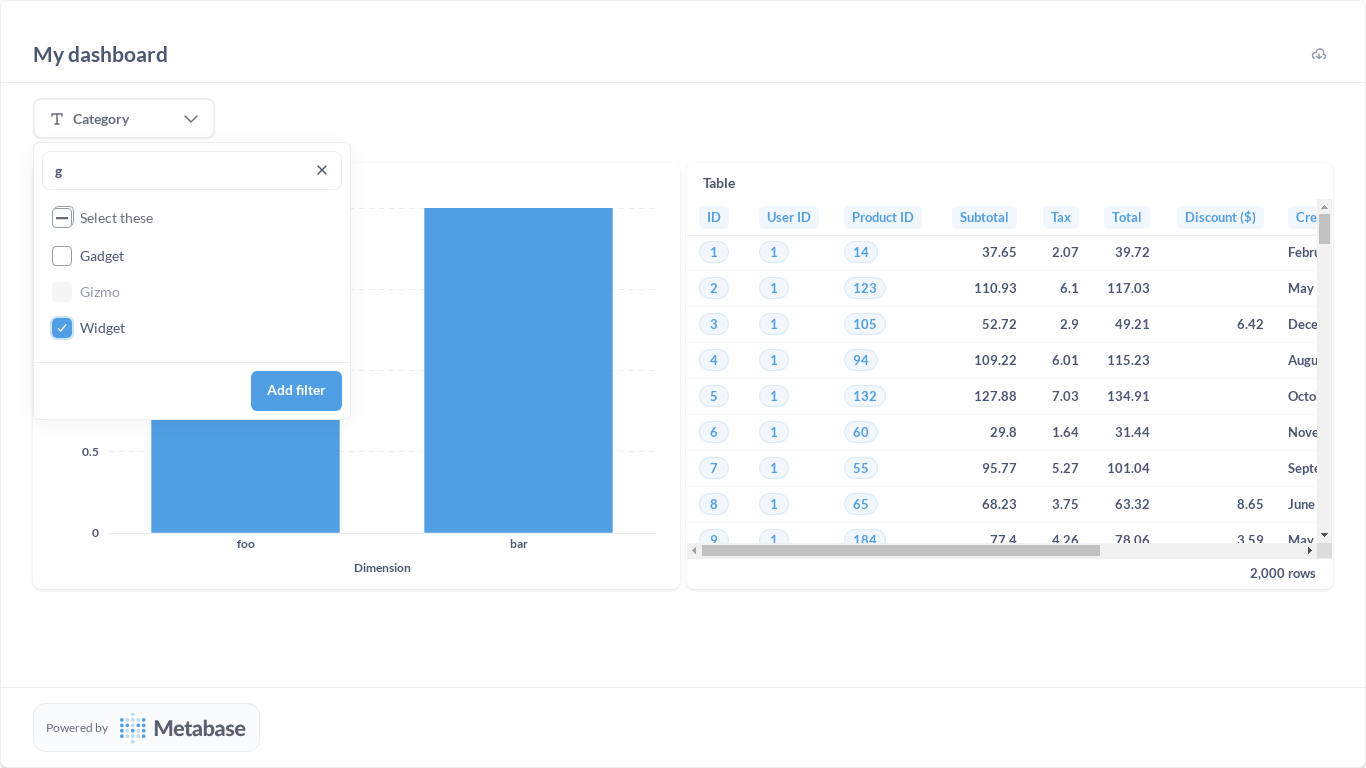 My dashboard
Category
g
Select these
Gadget
Gizmo
Widget
Add filter
0.5
0
foo bar
Dimension
Table
ID User ID Product ID Subtotal Tax Total Discount ($) Cre
1 1 14 37.65 2.07 39.72 Febru
2 1 123 110.93 6.1 117.03 May
3 1 105 52.72 2.9 49.21 6.42 Dece
4 1 94 109.22 6.01 115.23 Augu
5 1 132 127.88 7.03 134.91 Octo
6 1 60 29.8 1.64 31.44 Nove
7 1 55 95.77 5.27 101.04 Septe
8 1 65 68.23 3.75 63.32 8.65 June
9 1 184 77.4 4.26 78.06 3.59 May
2,000 rows
Powered by Metabase